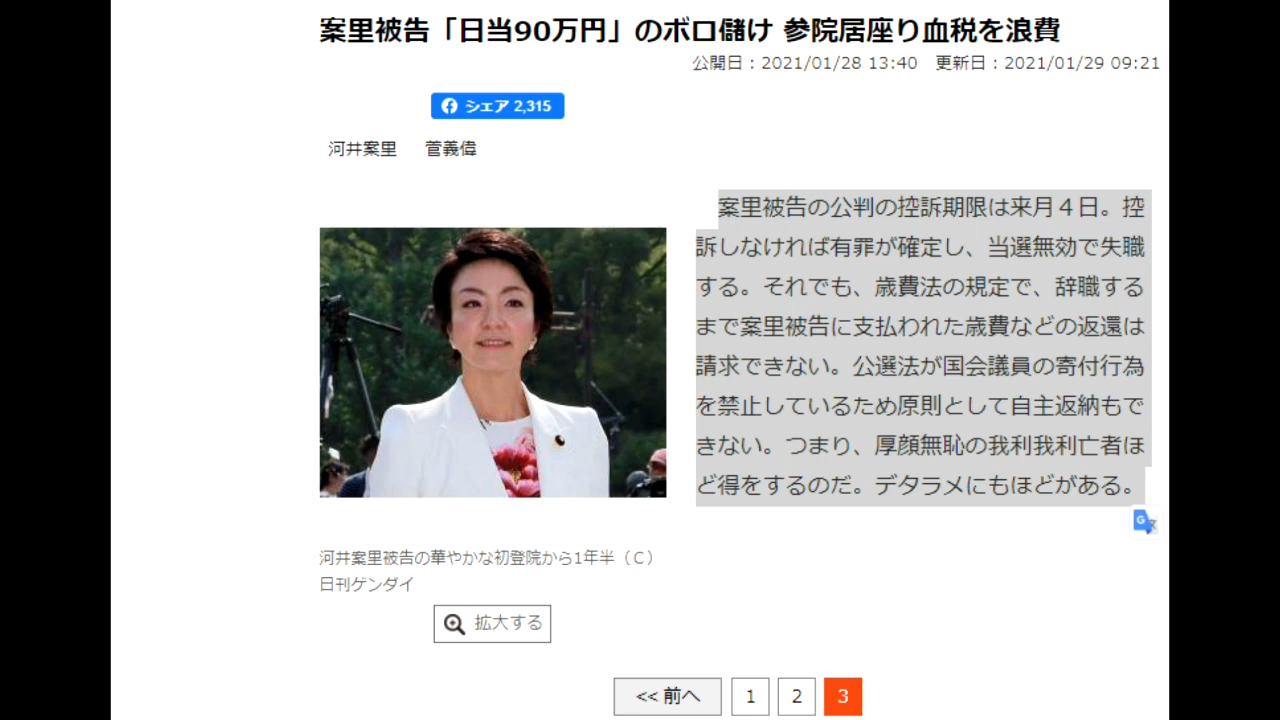 案里被告「日当90万円」のボロ儲け 参院居座り血税を浪費
公開日：2021/01/28 13:40　更新日：2021/01/29 09:21
シェア 2,315
河井案里　菅義偉
案里被告の公判の控訴期限は来月４日。控
訴しなければ有罪が確定し、当選無効で失職
する。それでも、歳費法の規定で、辞職する
まで案里被告に支払われた歳費などの返還は
請求できない。公選法が国会議員の寄付行為
を禁止しているため原則として自主返納もで
きない。つまり、厚顔無恥の我利我利亡者ほ
ど得をするのだ。デタラメにもほどがある。
河井案里被告の華やかな初登院から1年半（Ｃ）
日刊ゲンダイ
拡大する
<< 前へ 1 2 3